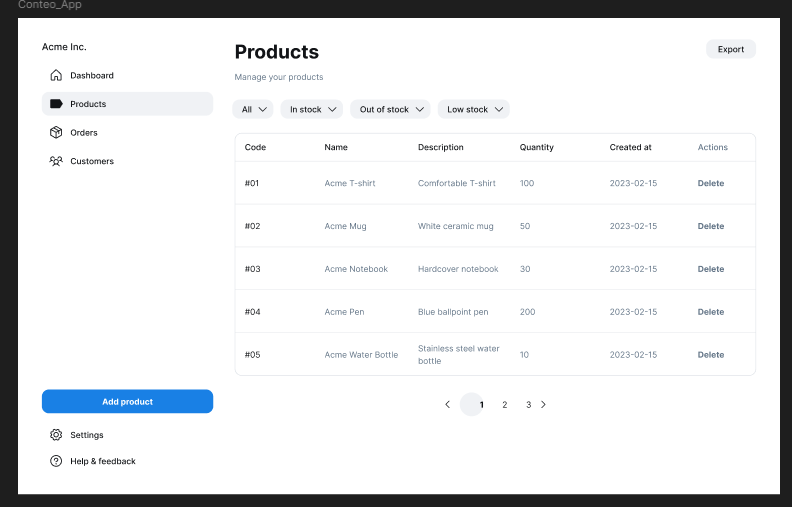 Conteo_App
Acme Inc.
Dashboard
Products
Orders
Customers
Add product
Settings
Help & feedback
Products
Export
Manage your products
All In stock Out of stock Low stock
Code Name Description Quantity Created at Actions
#01 Acme T-shirt Comfortable T-shirt 100 2023-02-15 Delete
#02 Acme Mug White ceramic mug 50 2023-02-15 Delete
#03 Acme Notebook Hardcover notebook 30 2023-02-15 Delete
#04 Acme Pen Blue ballpoint pen 200 2023-02-15 Delete
#05 Acme Water Bottle Stainless steel water bottle 10 2023-02-15 Delete
1 2 3